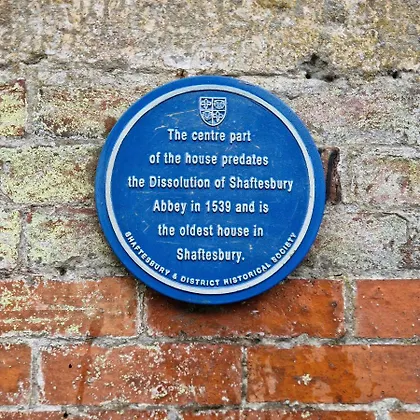 The centre part
of the house predates
the Dissolution of Shaftesbury
Abbey in 1539 and is
the oldest house in
Shaftesbury.
SHAFTESBURY & DISTRICT HISTORICAL SOCIETY